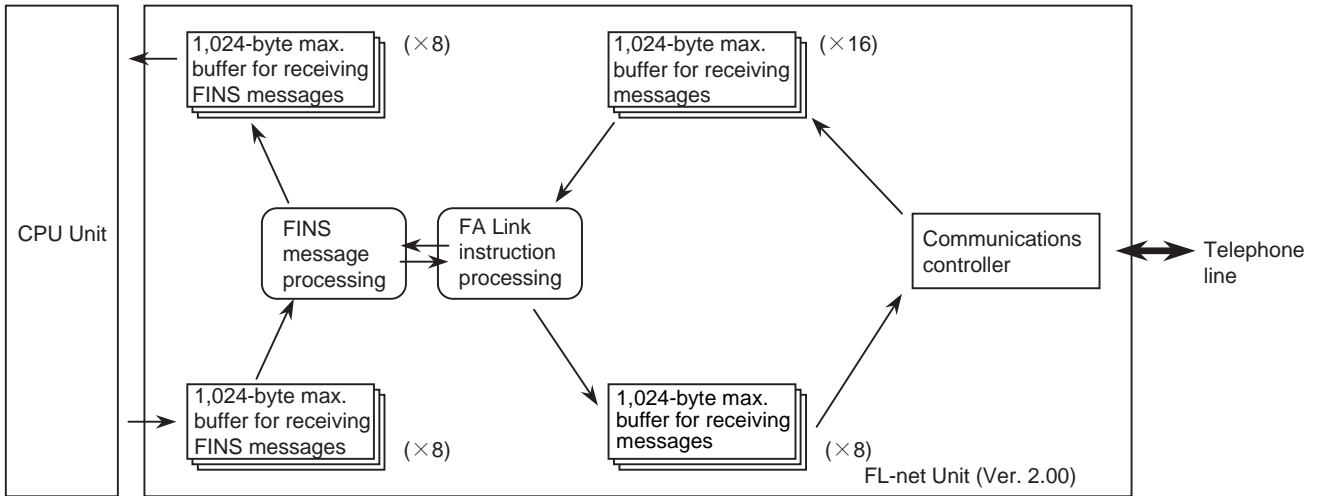 1,024-byte max.
buffer for receiving
FINS messages
(×8)
1,024-byte max.
buffer for receiving
messages
(×16)
CPU Unit
FINS
message
processing
FA Link
instruction
processing
Communications
controller
Telephone
line
1,024-byte max.
buffer for receiving
FINS messages
(×8)
1,024-byte max.
buffer for receiving
messages
(×8)
FL-net Unit (Ver. 2.00)